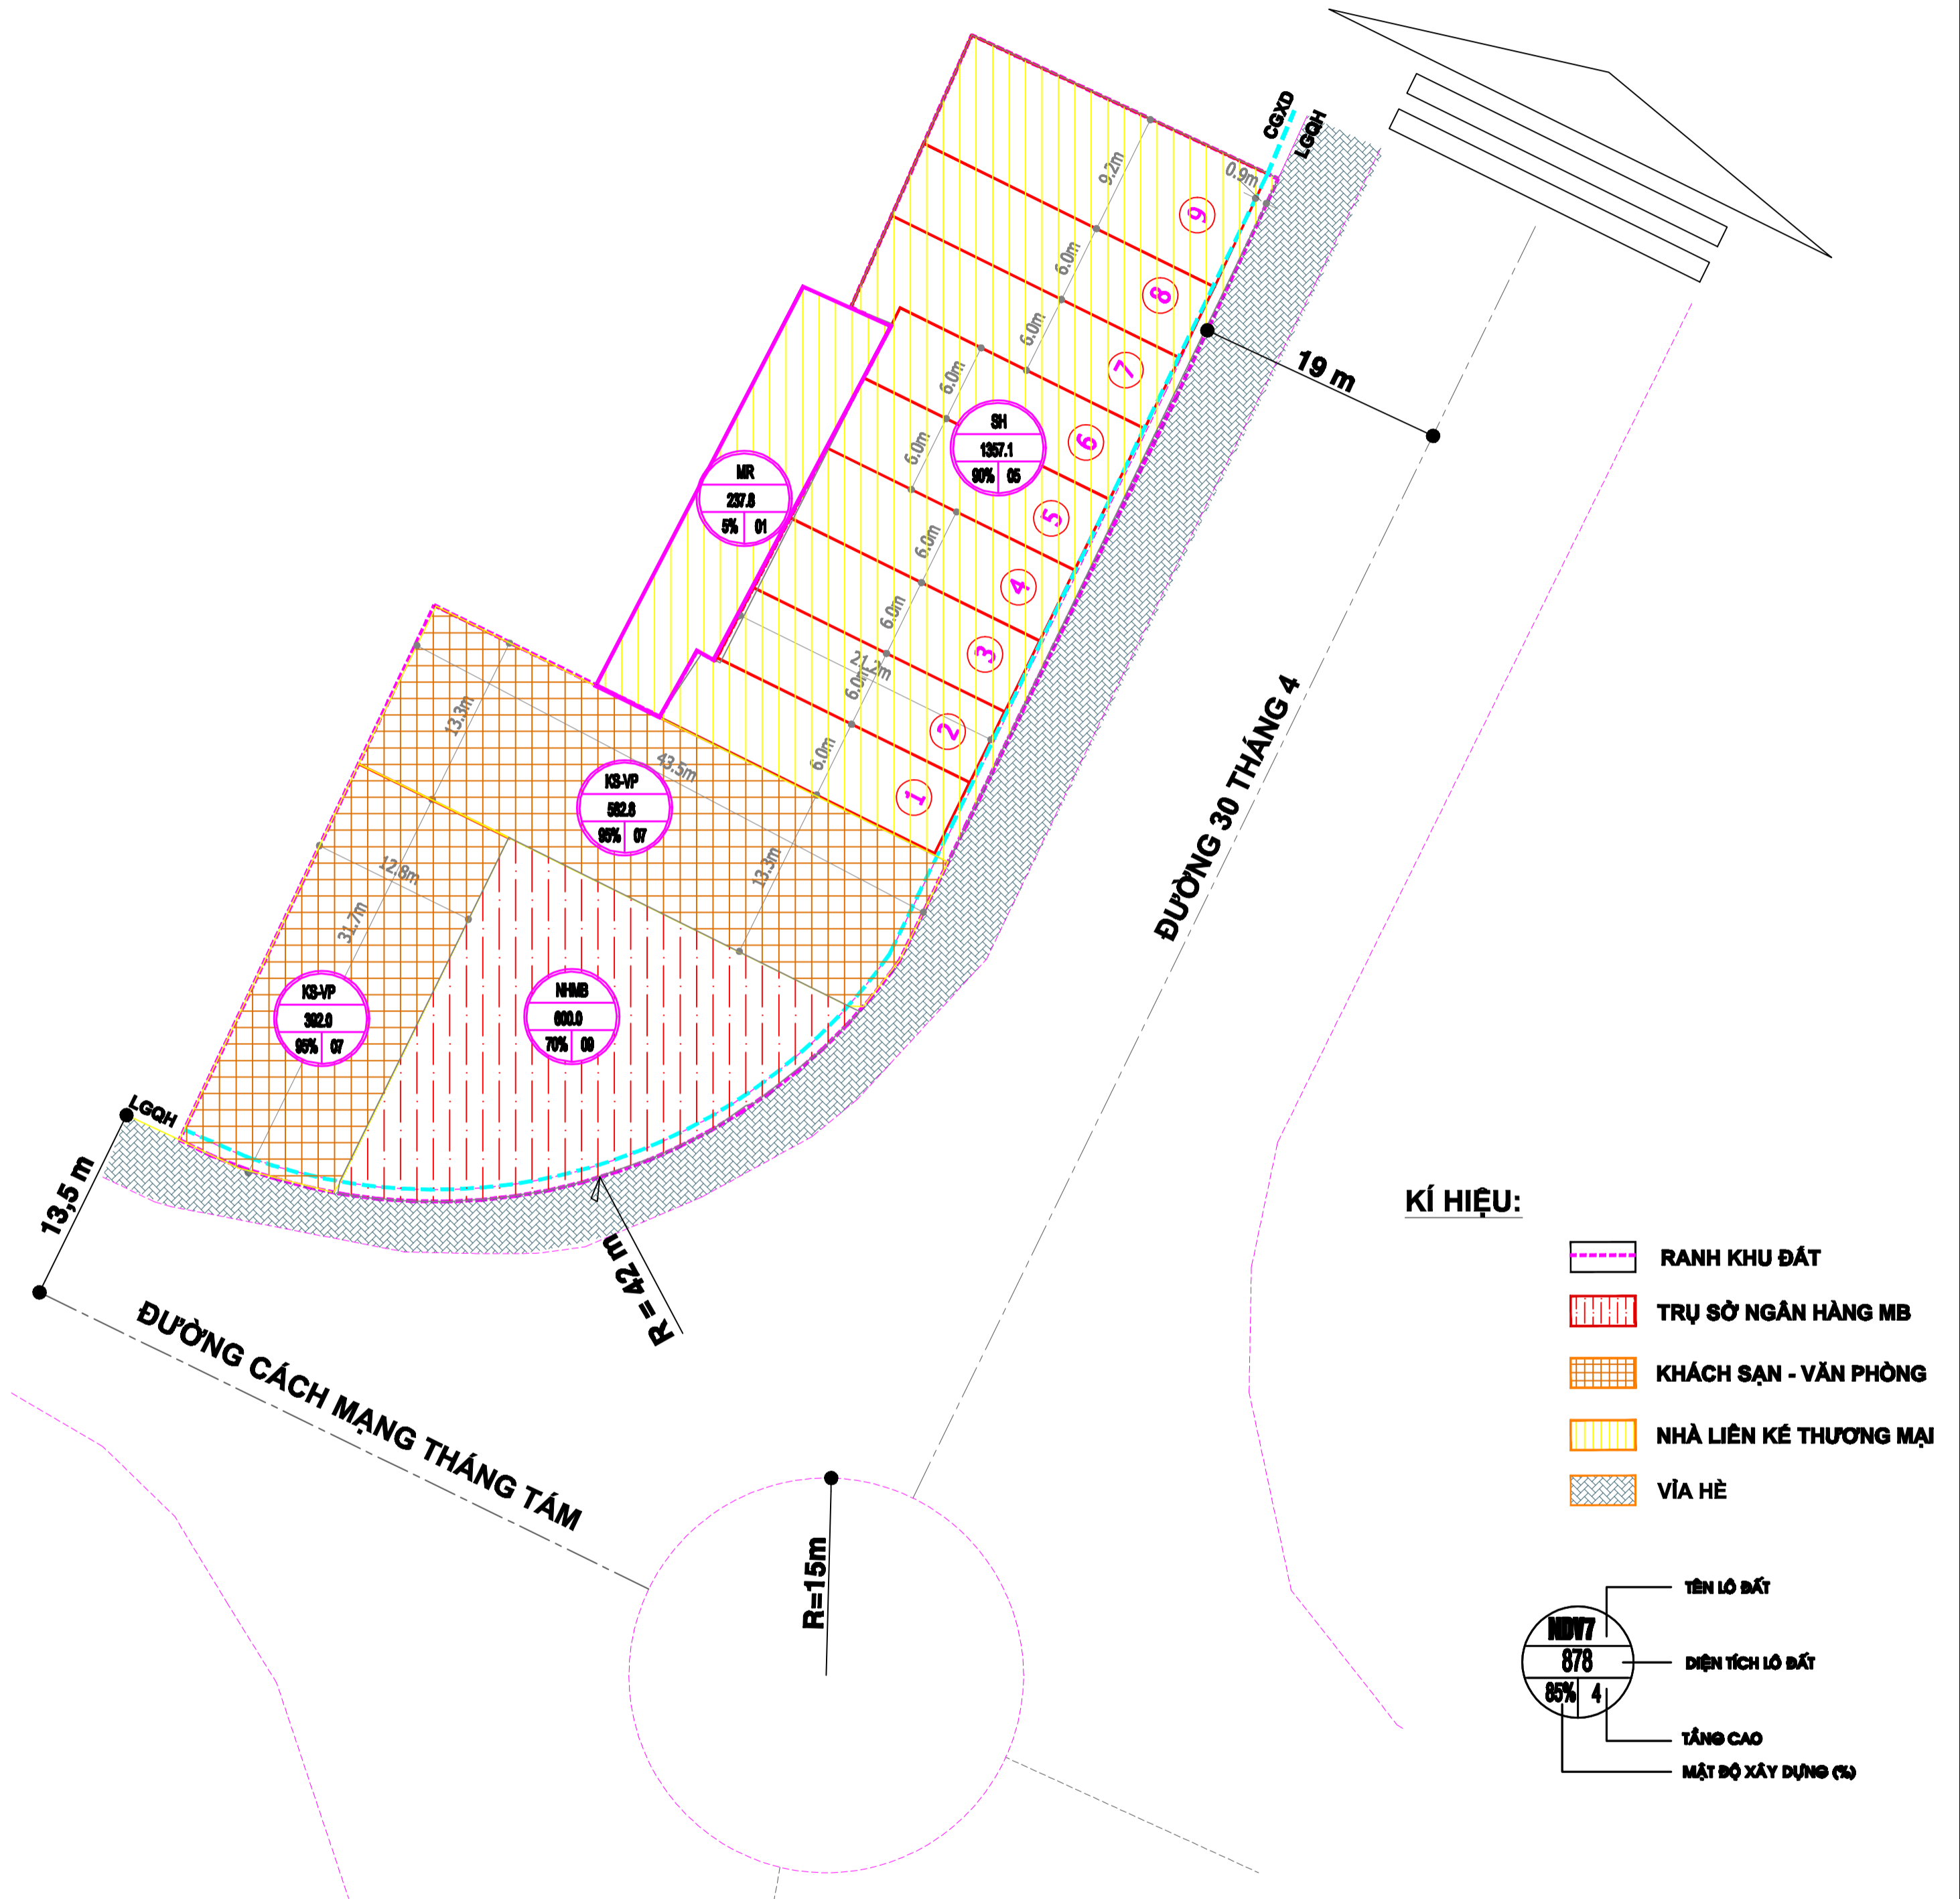 CGXD
LGQH
9.2m
0.9m
9
6.0m
8
6.0m
7
19 m
6.0m
SH
1357.1
90% 05
6
6.0m
MR
237.8
5% 01
5
6.0m
4
6.0m
3
21.2m
6.0m
2
13.3m
43.5m
6.0m
1
KS-VP
582.8
95% 07
13.3m
12.8m
31.7m
ĐƯỜNG 30 THÁNG 4
KS-VP
392.0
95% 07
NHMB
600.0
70% 09
LGQH
13,5 m
R = 42 m
ĐƯỜNG CÁCH MẠNG THÁNG TÁM
R=15m
KÍ HIỆU:
RANH KHU ĐẤT
TRỤ SỞ NGÂN HÀNG MB
KHÁCH SẠN - VĂN PHÒNG
NHÀ LIÊN KẾ THƯƠNG MẠI
VỈA HÈ
TÊN LÔ ĐẤT
NDV7
878
85% 4
DIỆN TÍCH LÔ ĐẤT
TẦNG CAO
MẬT ĐỘ XÂY DỰNG (%)